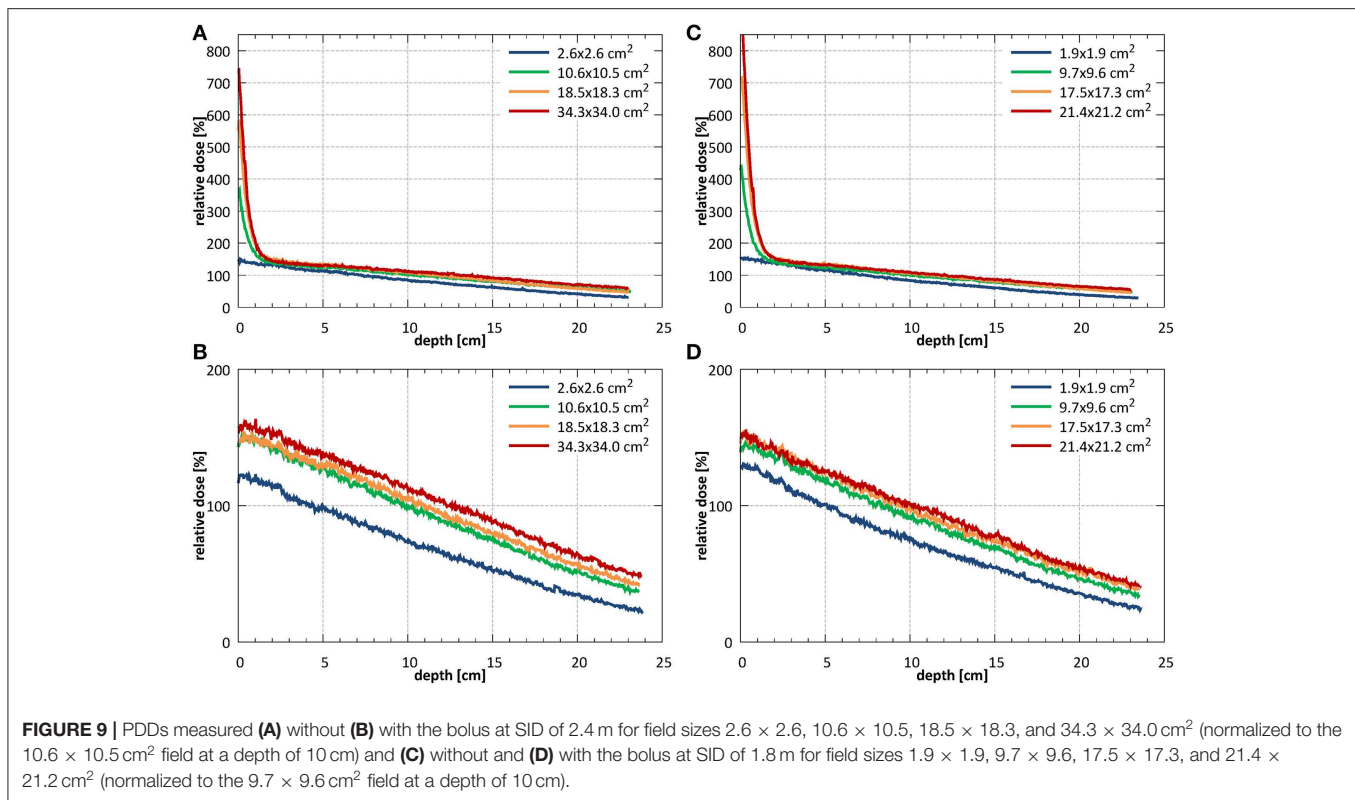 A
800
700
600
500
400
300
200
100
0
relative dose [%]
2.6x2.6 cm²
10.6x10.5 cm²
18.5x18.3 cm²
34.3x34.0 cm²
0 5 10 15 20 25
depth [cm]
C
800
700
600
500
400
300
200
100
0
relative dose [%]
1.9x1.9 cm²
9.7x9.6 cm²
17.5x17.3 cm²
21.4x21.2 cm²
0 5 10 15 20 25
depth [cm]
B
200
100
0
relative dose [%]
2.6x2.6 cm²
10.6x10.5 cm²
18.5x18.3 cm²
34.3x34.0 cm²
0 5 10 15 20 25
depth [cm]
D
200
100
0
relative dose [%]
1.9x1.9 cm²
9.7x9.6 cm²
17.5x17.3 cm²
21.4x21.2 cm²
0 5 10 15 20 25
depth [cm]
FIGURE 9 | PDDs measured (A) without (B) with the bolus at SID of 2.4 m for field sizes 2.6 × 2.6, 10.6 × 10.5, 18.5 × 18.3, and 34.3 × 34.0 cm² (normalized to the
10.6 × 10.5 cm² field at a depth of 10 cm) and (C) without and (D) with the bolus at SID of 1.8 m for field sizes 1.9 × 1.9, 9.7 × 9.6, 17.5 × 17.3, and 21.4 ×
21.2 cm² (normalized to the 9.7 × 9.6 cm² field at a depth of 10 cm).